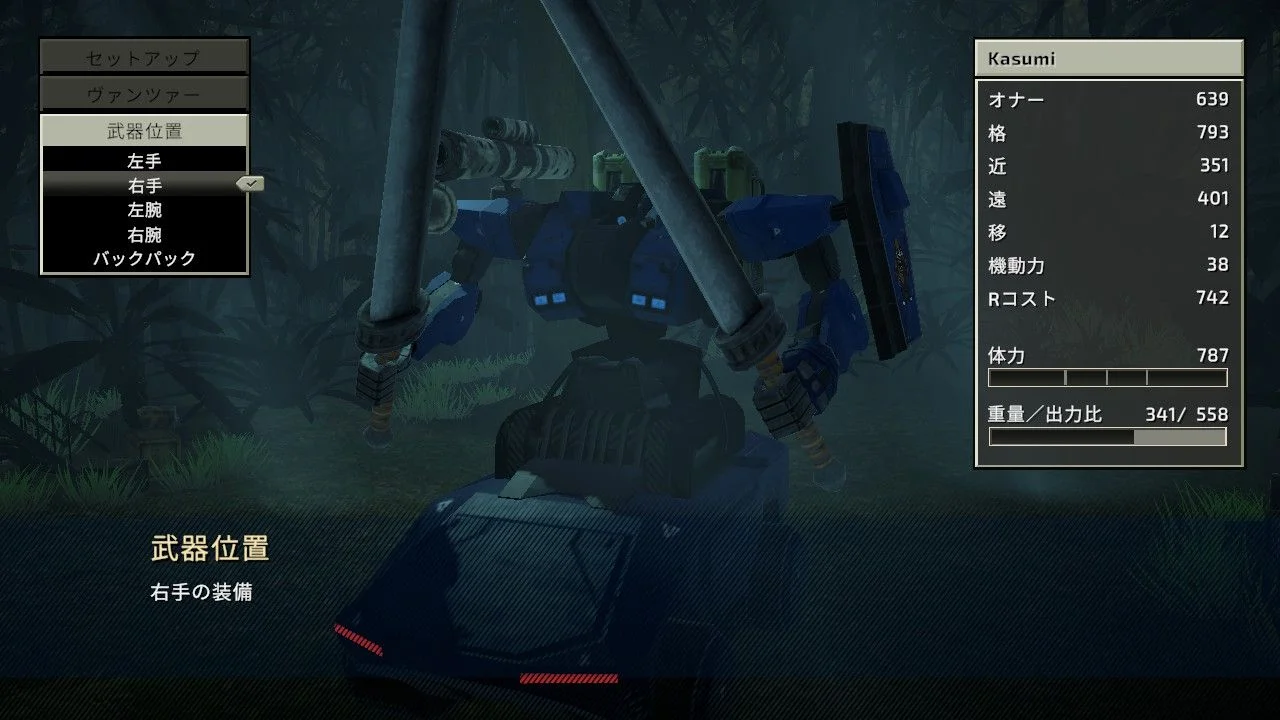 セットアップ
ヴァンツァー
武器位置
左手
右手
左腕
右腕
バックパック
Kasumi
オナー 639
格 793
近 351
遠 401
移 12
機動力 38
Rコスト 742
体力 787
重量／出力比 341/ 558
武器位置
右手の装備